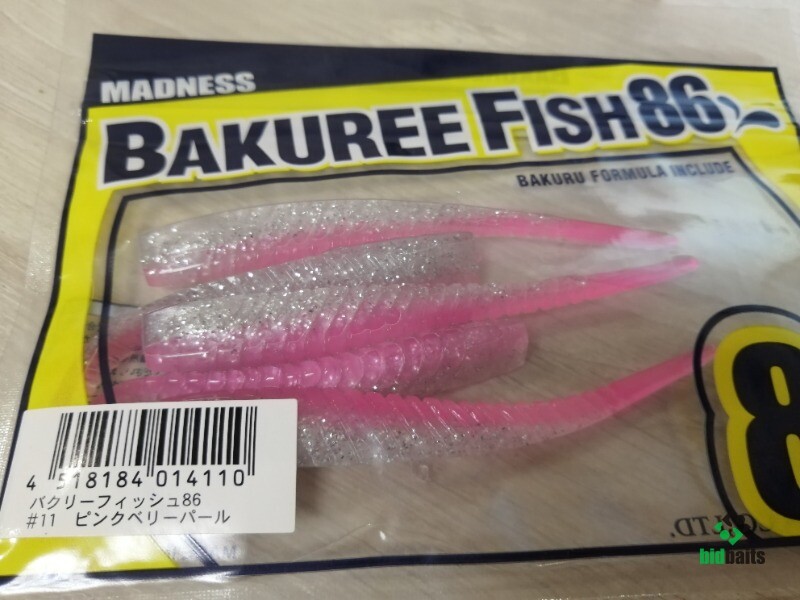 MADNESS
BAKUREE FISH86
BAKURU FORMULA INCLUDE
8
4 518184 014110
バクリーフィッシュ86
#11 ピンクベリーパール
LTD.
bidbaits